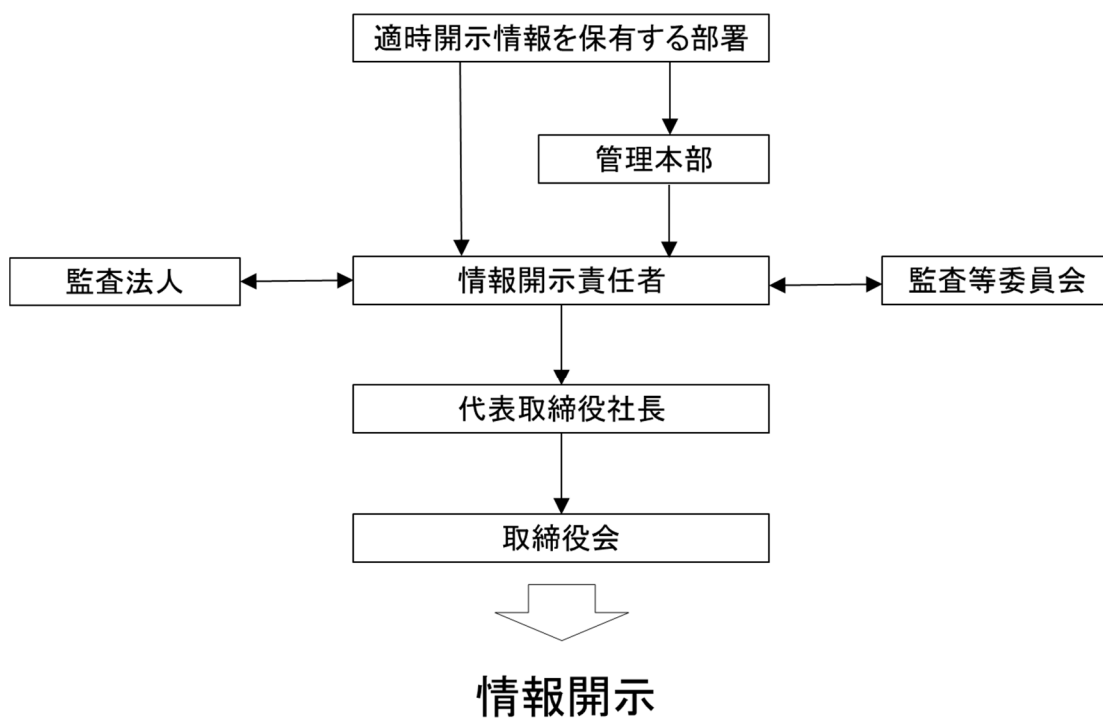 適時開示情報を保有する部署
管理本部
監査法人
情報開示責任者
監査等委員会
代表取締役社長
取締役会
情報開示